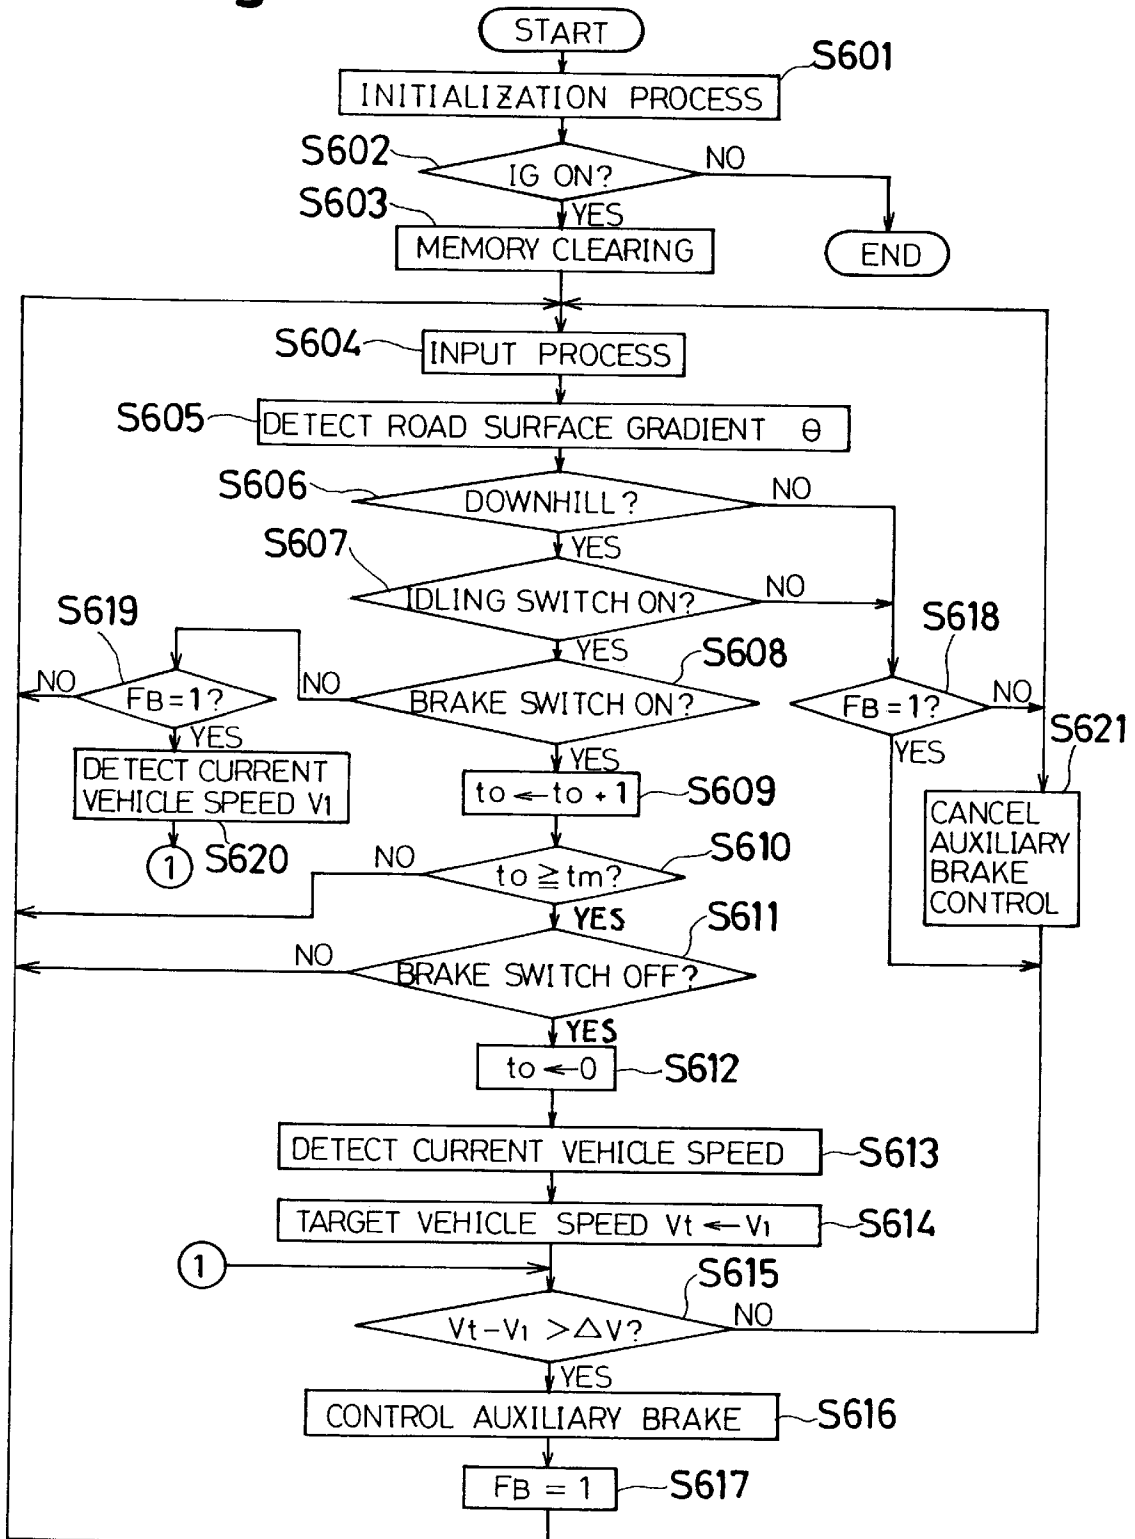 START
S601
INITIALIZATION PROCESS
S602
IG ON?
NO
S603
YES
MEMORY CLEARING
END
S604
INPUT PROCESS
S605
DETECT ROAD SURFACE GRADIENT θ
S606
DOWNHILL?
NO
S607
YES
IDLING SWITCH ON?
NO
S619
S618
YES
S608
NO
FB=1?
NO
BRAKE SWITCH ON?
FB=1?
NO
S621
YES
YES
YES
DETECT CURRENT
VEHICLE SPEED V1
to ← to + 1
S609
CANCEL
AUXILIARY
BRAKE
CONTROL
1
S620
NO
to ≧ tm?
S610
YES
S611
NO
BRAKE SWITCH OFF?
YES
to ← 0
S612
DETECT CURRENT VEHICLE SPEED
S613
TARGET VEHICLE SPEED Vt ← V1
S614
1
S615
Vt-V1 > ΔV?
NO
YES
CONTROL AUXILIARY BRAKE
S616
FB = 1
S617